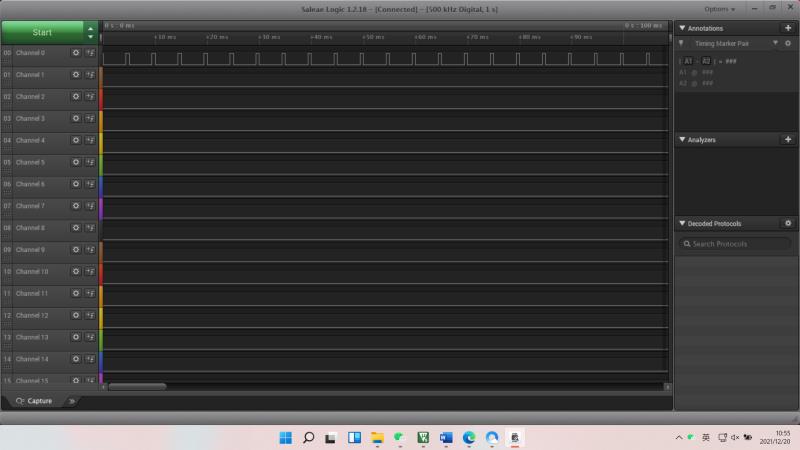 Saleae Logic 1.2.18 - [Connected] - [500 kHz Digital, 1 s]
Options
Start
0 s : 0 ms
0 s : 100 ms
+10 ms
+20 ms
+30 ms
+40 ms
+50 ms
+60 ms
+70 ms
+80 ms
+90 ms
00 Channel 0
01 Channel 1
02 Channel 2
03 Channel 3
04 Channel 4
05 Channel 5
06 Channel 6
07 Channel 7
08 Channel 8
09 Channel 9
10 Channel 10
11 Channel 11
12 Channel 12
13 Channel 13
14 Channel 14
15 Channel 15
Capture
Annotations
Timing Marker Pair
| A1 - A2 | = ###
A1 @ ###
A2 @ ###
Analyzers
Decoded Protocols
Search Protocols
英
10:55
2021/12/20